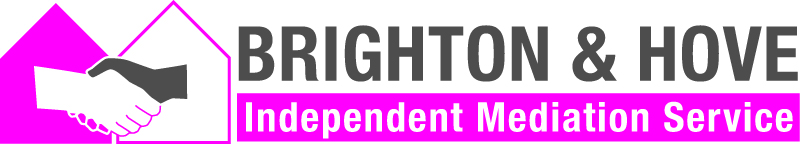 BRIGHTON & HOVE
Independent Mediation Service